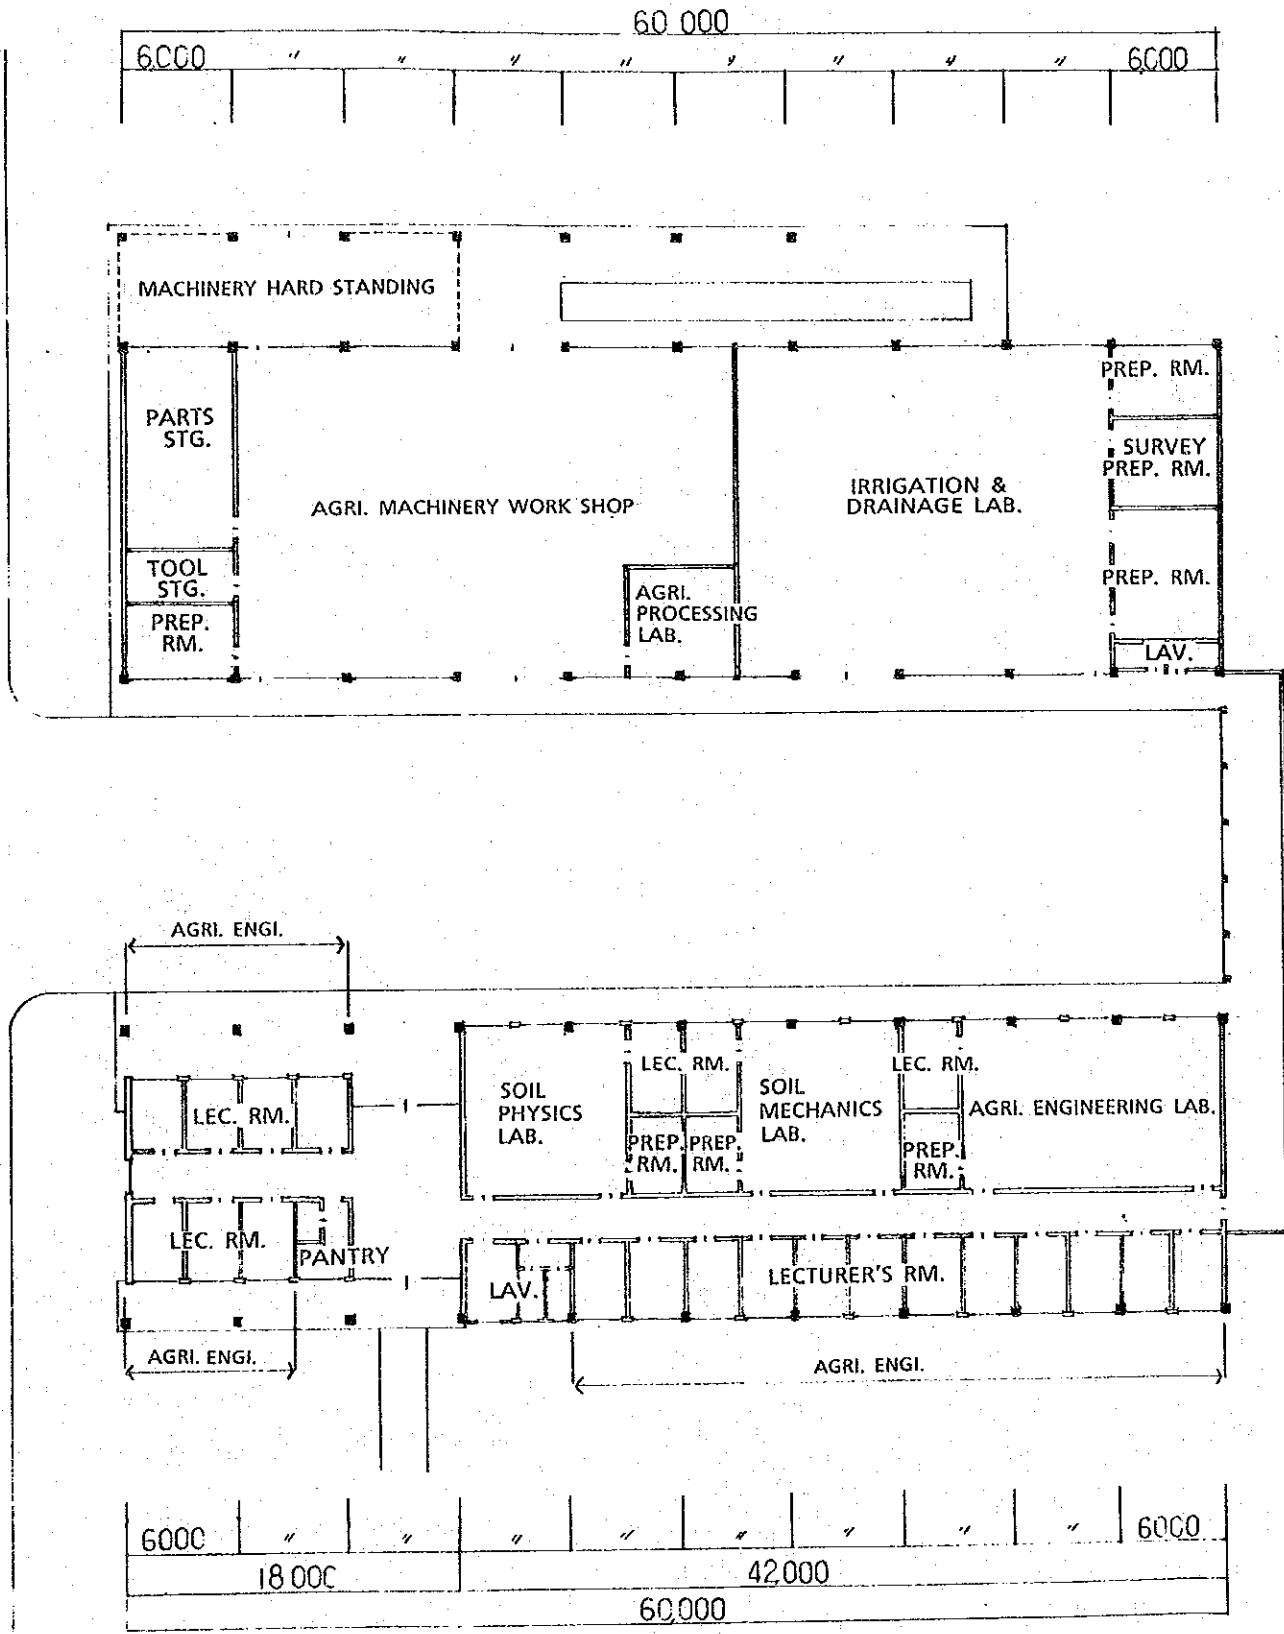 60 000
6000 〃 〃 〃 〃 〃 〃 〃 〃 6000
MACHINERY HARD STANDING
PREP. RM.
PARTS
STG.
SURVEY
PREP. RM.
AGRI. MACHINERY WORK SHOP
IRRIGATION &
DRAINAGE LAB.
TOOL
STG.
PREP. RM.
AGRI.
PROCESSING
LAB.
PREP.
RM.
LAV.
AGRI. ENGI.
LEC. RM.
LEC. RM.
SOIL
PHYSICS
LAB.
SOIL
MECHANICS
LAB.
LEC. RM.
AGRI. ENGINEERING LAB.
PREP.
RM.
PREP.
RM.
PREP.
RM.
LEC. RM.
PANTRY
LAV.
LECTURER'S RM.
AGRI. ENGI.
AGRI. ENGI.
6000 〃 〃 〃 〃 〃 〃 〃 〃 6000
18 000
42000
60,000